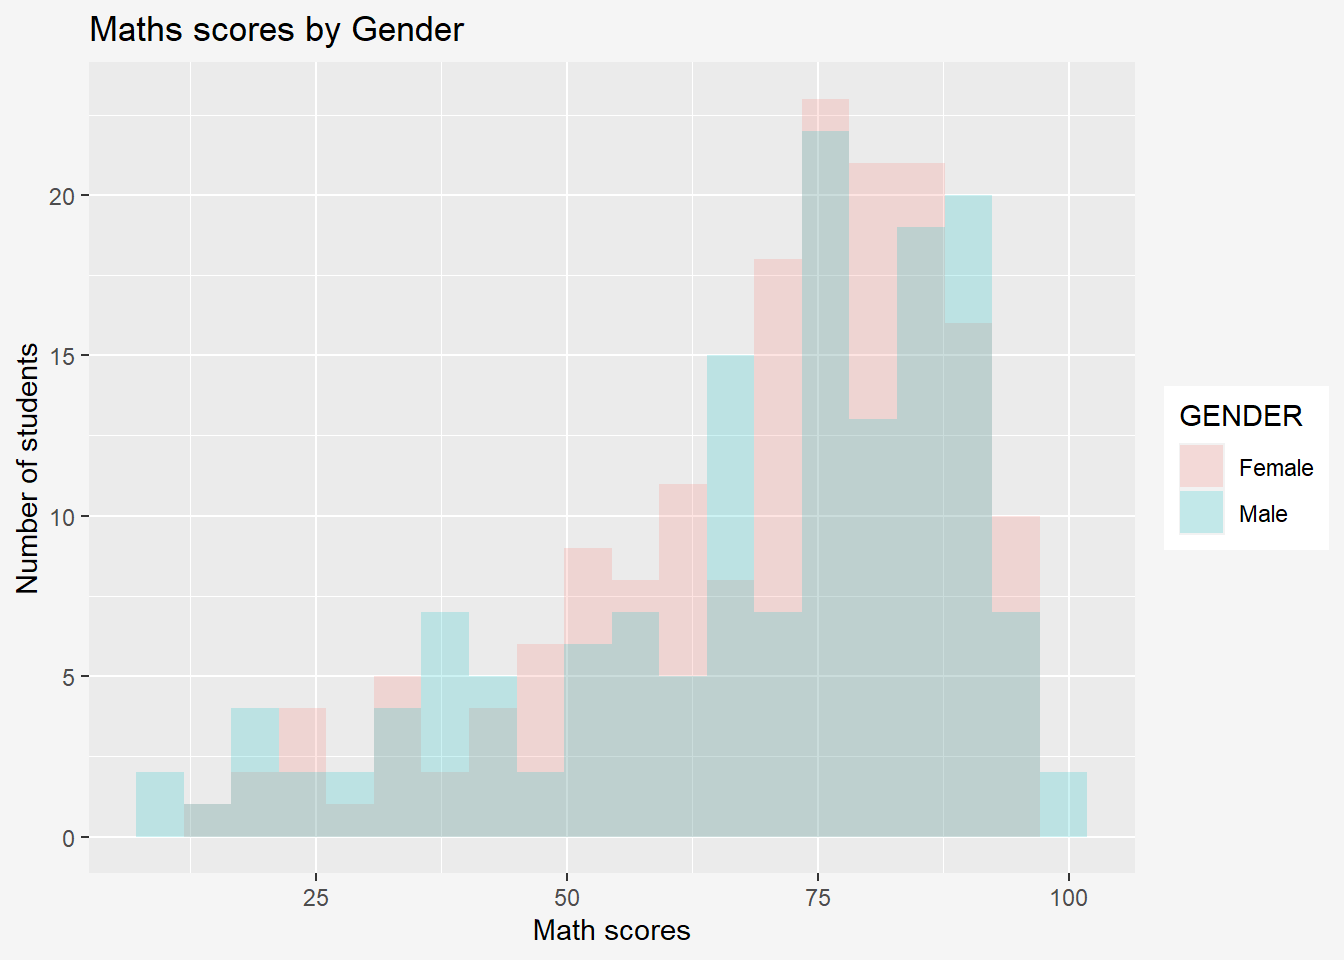 Maths scores by Gender
Number of students
20
15
10
5
0
25 50 75 100
Math scores
GENDER
Female
Male